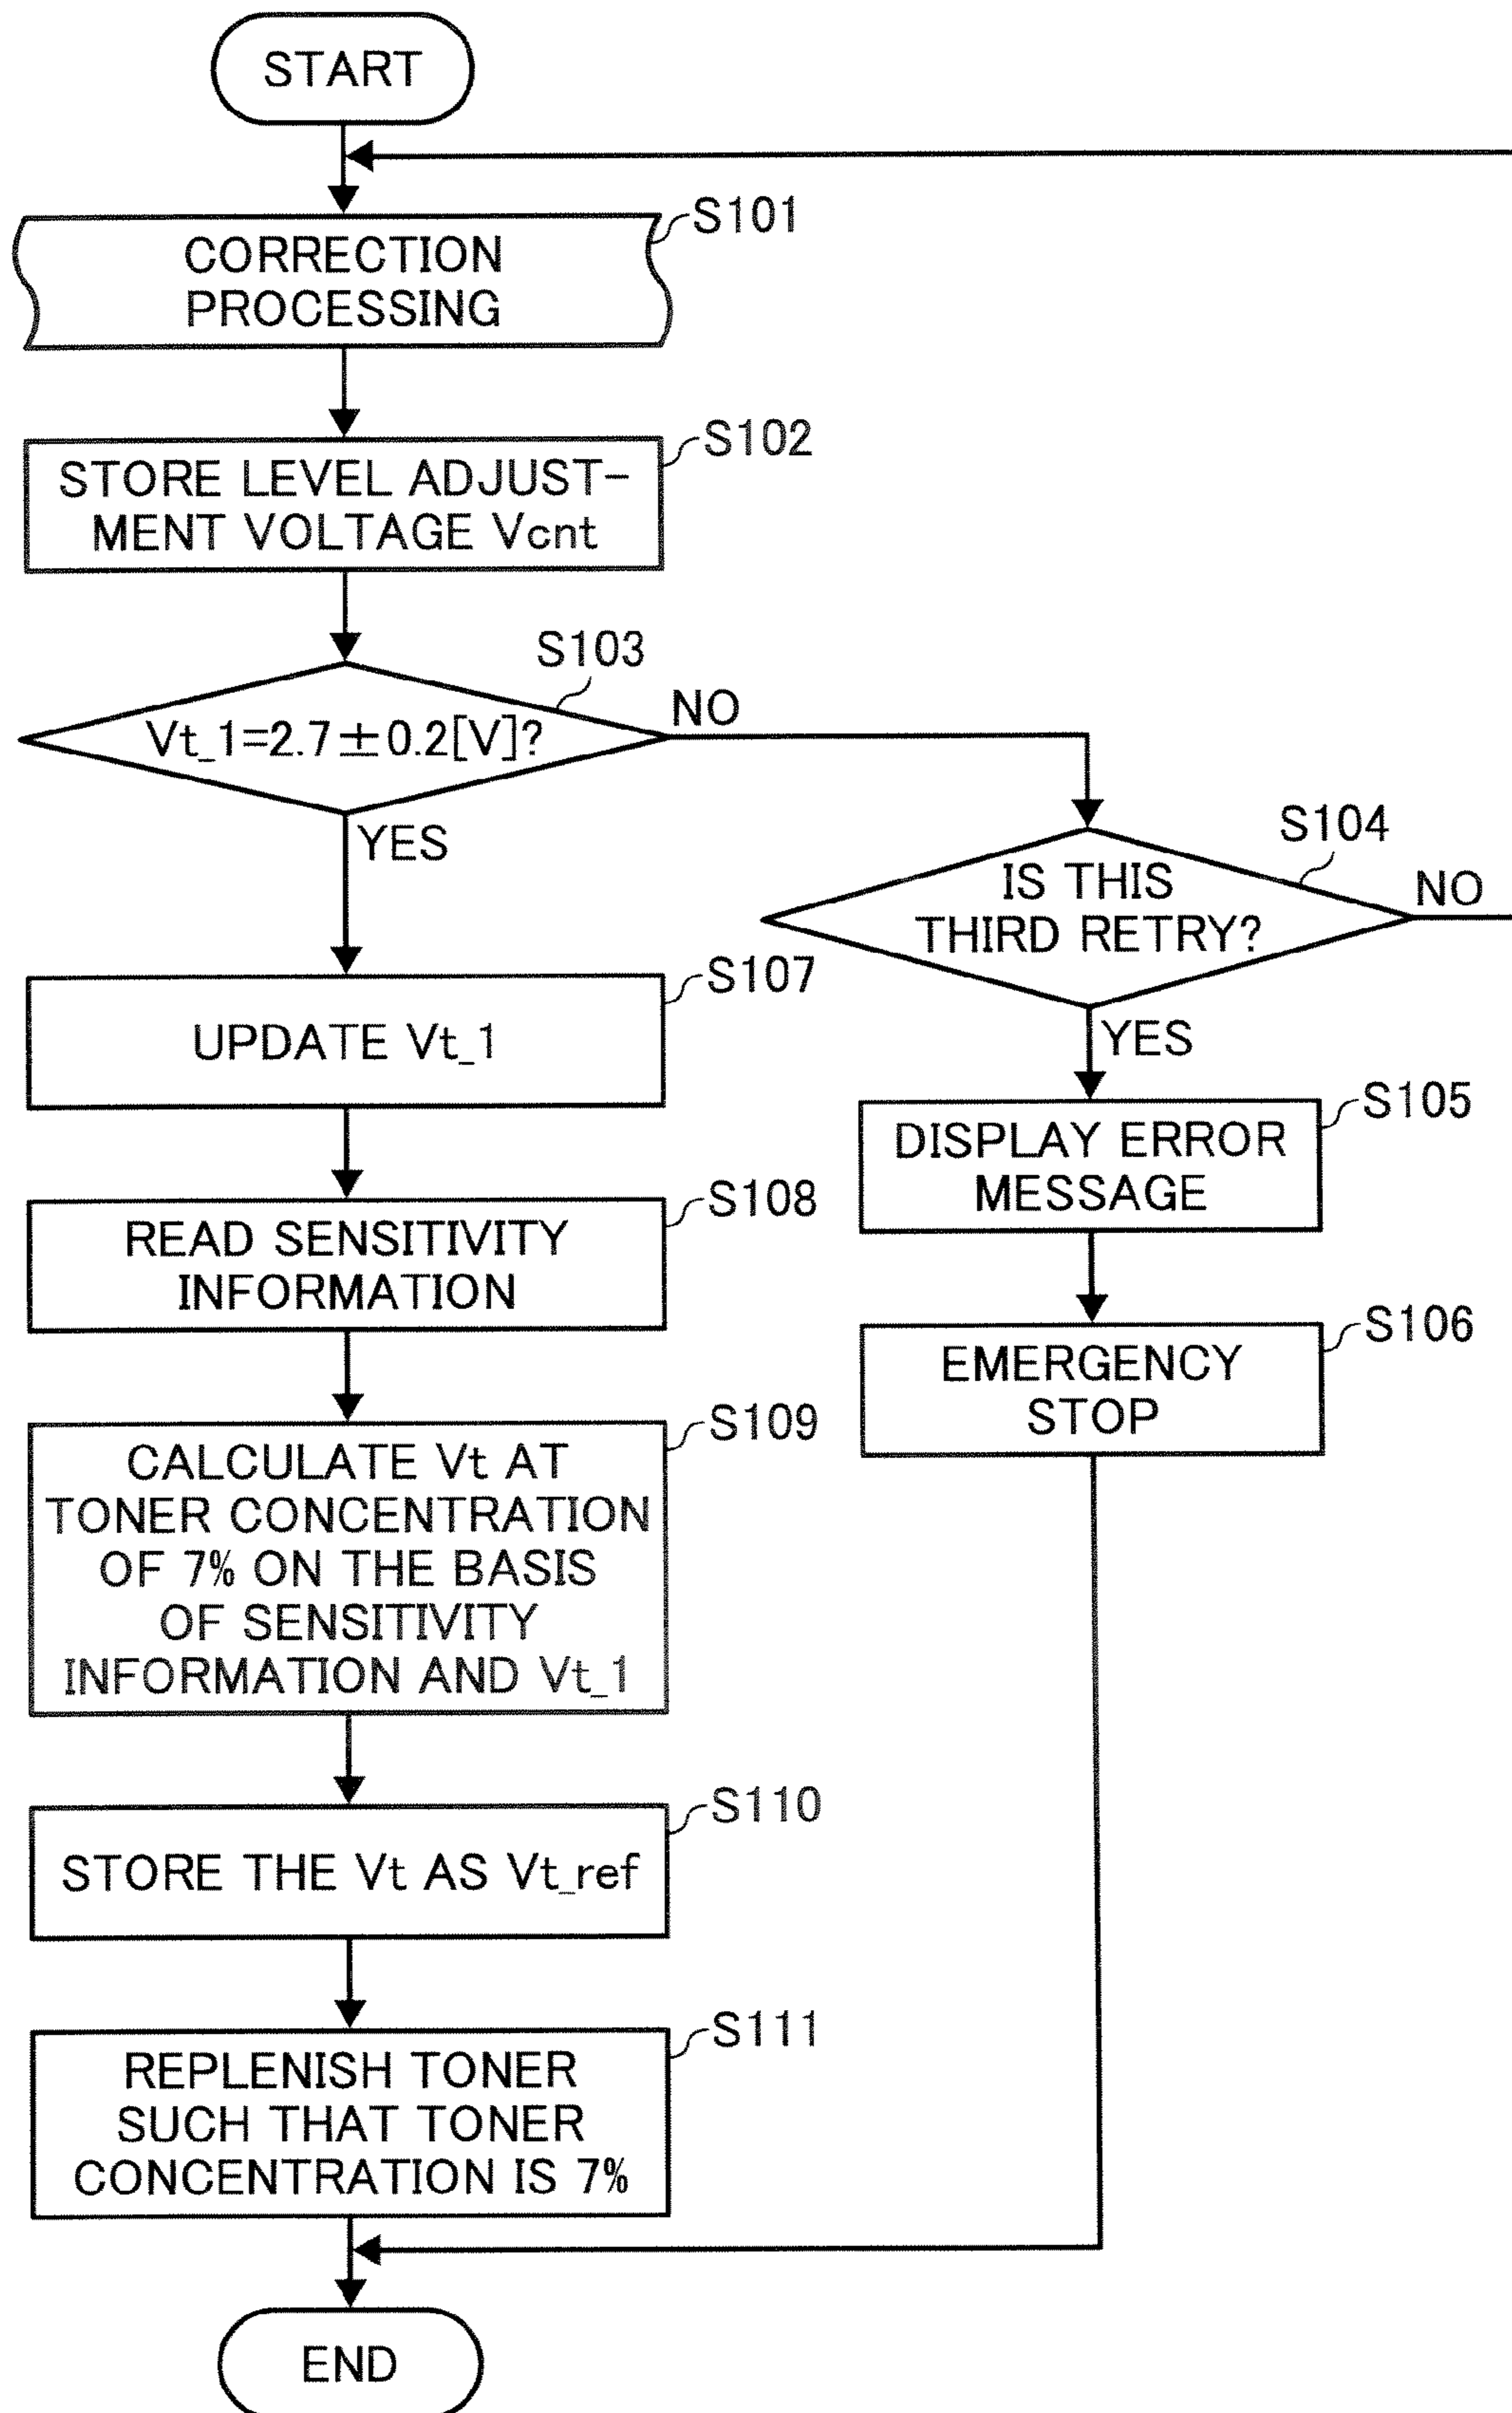 START
S101
CORRECTION
PROCESSING
S102
STORE LEVEL ADJUST-
MENT VOLTAGE Vcnt
S103
Vt_1=2.7±0.2[V]?
NO
YES
S104
IS THIS
THIRD RETRY?
NO
YES
S105
DISPLAY ERROR
MESSAGE
S106
EMERGENCY
STOP
S107
UPDATE Vt_1
S108
READ SENSITIVITY
INFORMATION
S109
CALCULATE Vt AT
TONER CONCENTRATION
OF 7% ON THE BASIS
OF SENSITIVITY
INFORMATION AND Vt_1
S110
STORE THE Vt AS Vt_ref
S111
REPLENISH TONER
SUCH THAT TONER
CONCENTRATION IS 7%
END